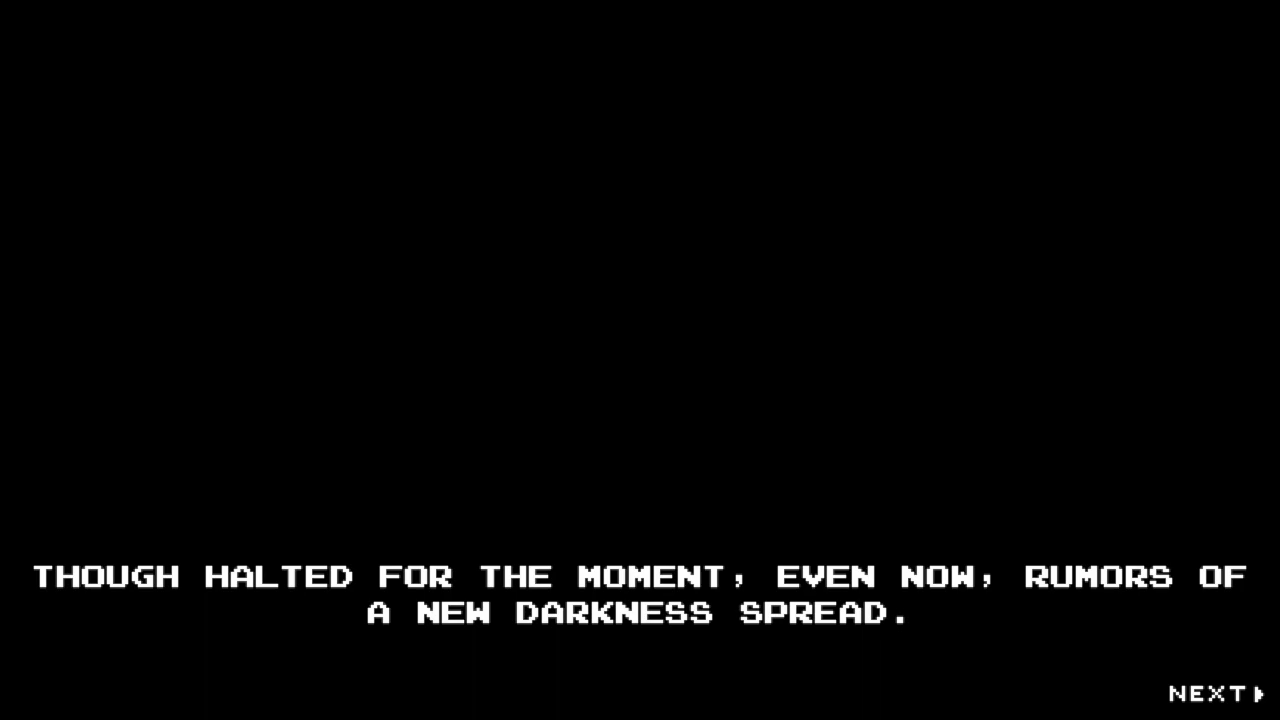 THOUGH HALTED FOR THE MOMENT, EVEN NOW, RUMORS OF
A NEW DARKNESS SPREAD.
NEXT